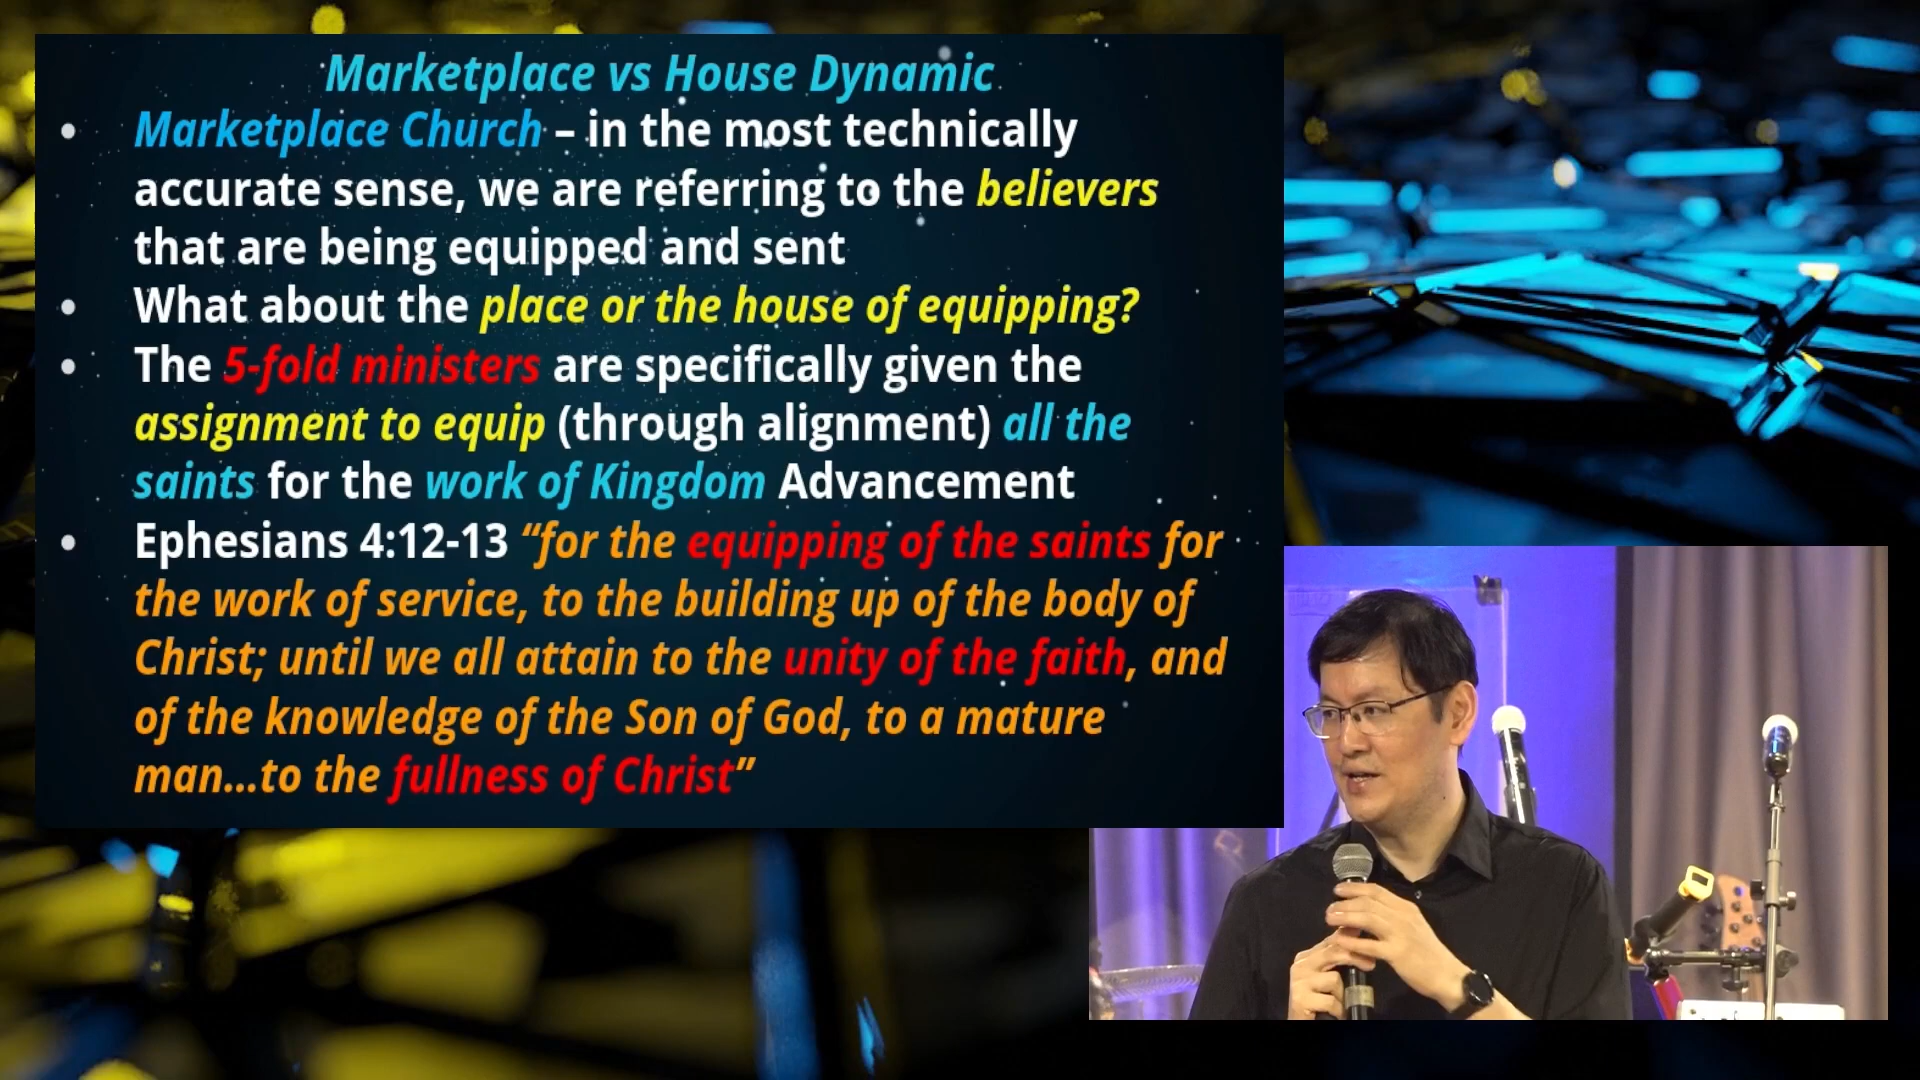 Marketplace vs House Dynamic
• Marketplace Church – in the most technically
accurate sense, we are referring to the believers
that are being equipped and sent
• What about the place or the house of equipping?
• The 5-fold ministers are specifically given the
assignment to equip (through alignment) all the
saints for the work of Kingdom Advancement
• Ephesians 4:12-13 “for the equipping of the saints for
the work of service, to the building up of the body of
Christ; until we all attain to the unity of the faith, and
of the knowledge of the Son of God, to a mature
man...to the fullness of Christ”